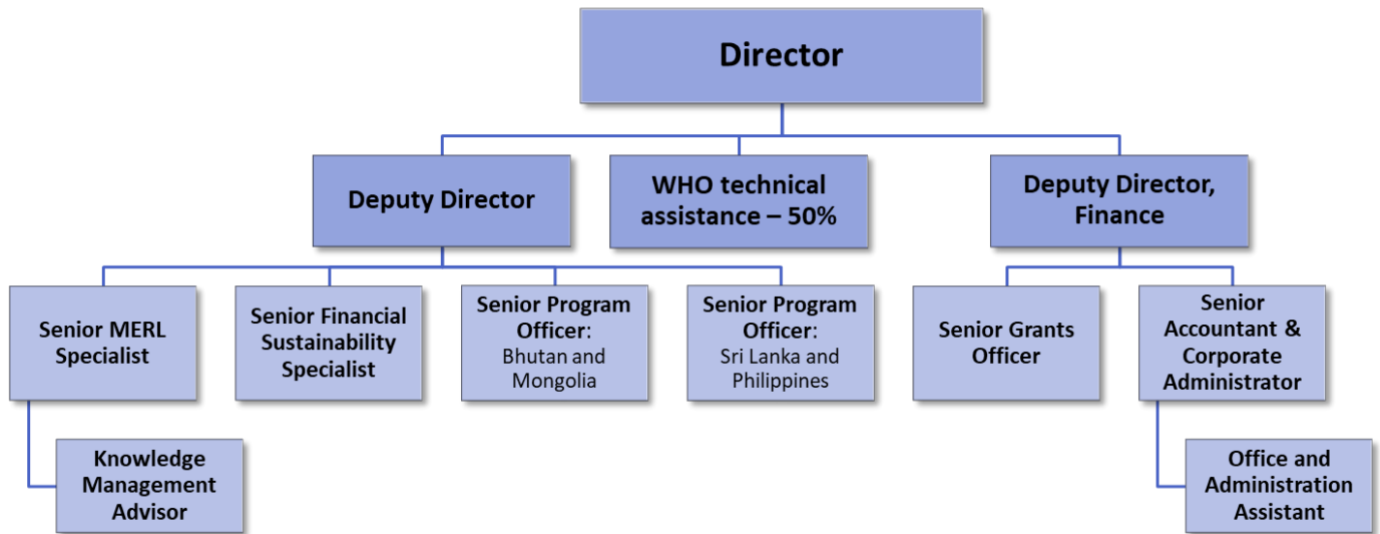 Director
Deputy Director
WHO technical
assistance – 50%
Deputy Director,
Finance
Senior MERL
Specialist
Senior Financial
Sustainability
Specialist
Senior Program
Officer:
Bhutan and
Mongolia
Senior Program
Officer:
Sri Lanka and
Philippines
Senior Grants
Officer
Senior
Accountant &
Corporate
Administrator
Knowledge
Management
Advisor
Office and
Administration
Assistant